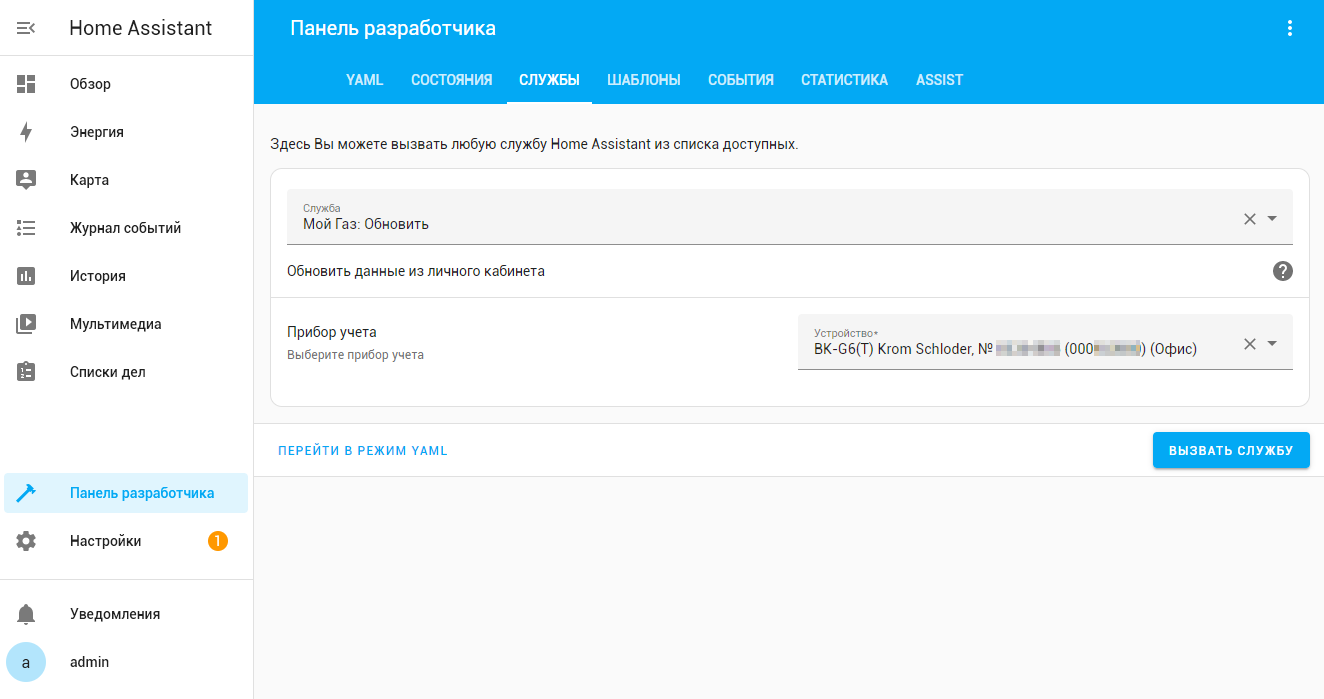 Home Assistant
Обзор
Энергия
Карта
Журнал событий
История
Мультимедиа
Списки дел
Панель разработчика
Настройки
1
Уведомления
a
admin
Панель разработчика
YAML СОСТОЯНИЯ СЛУЖБЫ ШАБЛОНЫ СОБЫТИЯ СТАТИСТИКА ASSIST
Здесь Вы можете вызвать любую службу Home Assistant из списка доступных.
Служба
Мой Газ: Обновить
Обновить данные из личного кабинета
Прибор учета
Выберите прибор учета
Устройство*
ВК-G6(T) Krom Schloder, № (000 ) (Офис)
ПЕРЕЙТИ В РЕЖИМ YAML
ВЫЗВАТЬ СЛУЖБУ